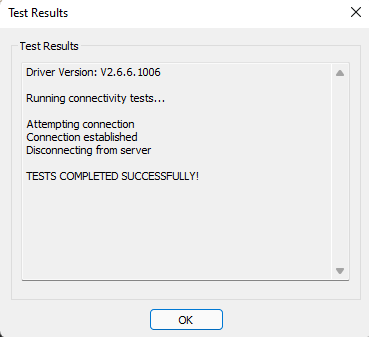 Test Results
Test Results
Driver Version: V2.6.6.1006
Running connectivity tests...
Attempting connection
Connection established
Disconnecting from server
TESTS COMPLETED SUCCESSFULLY!
OK